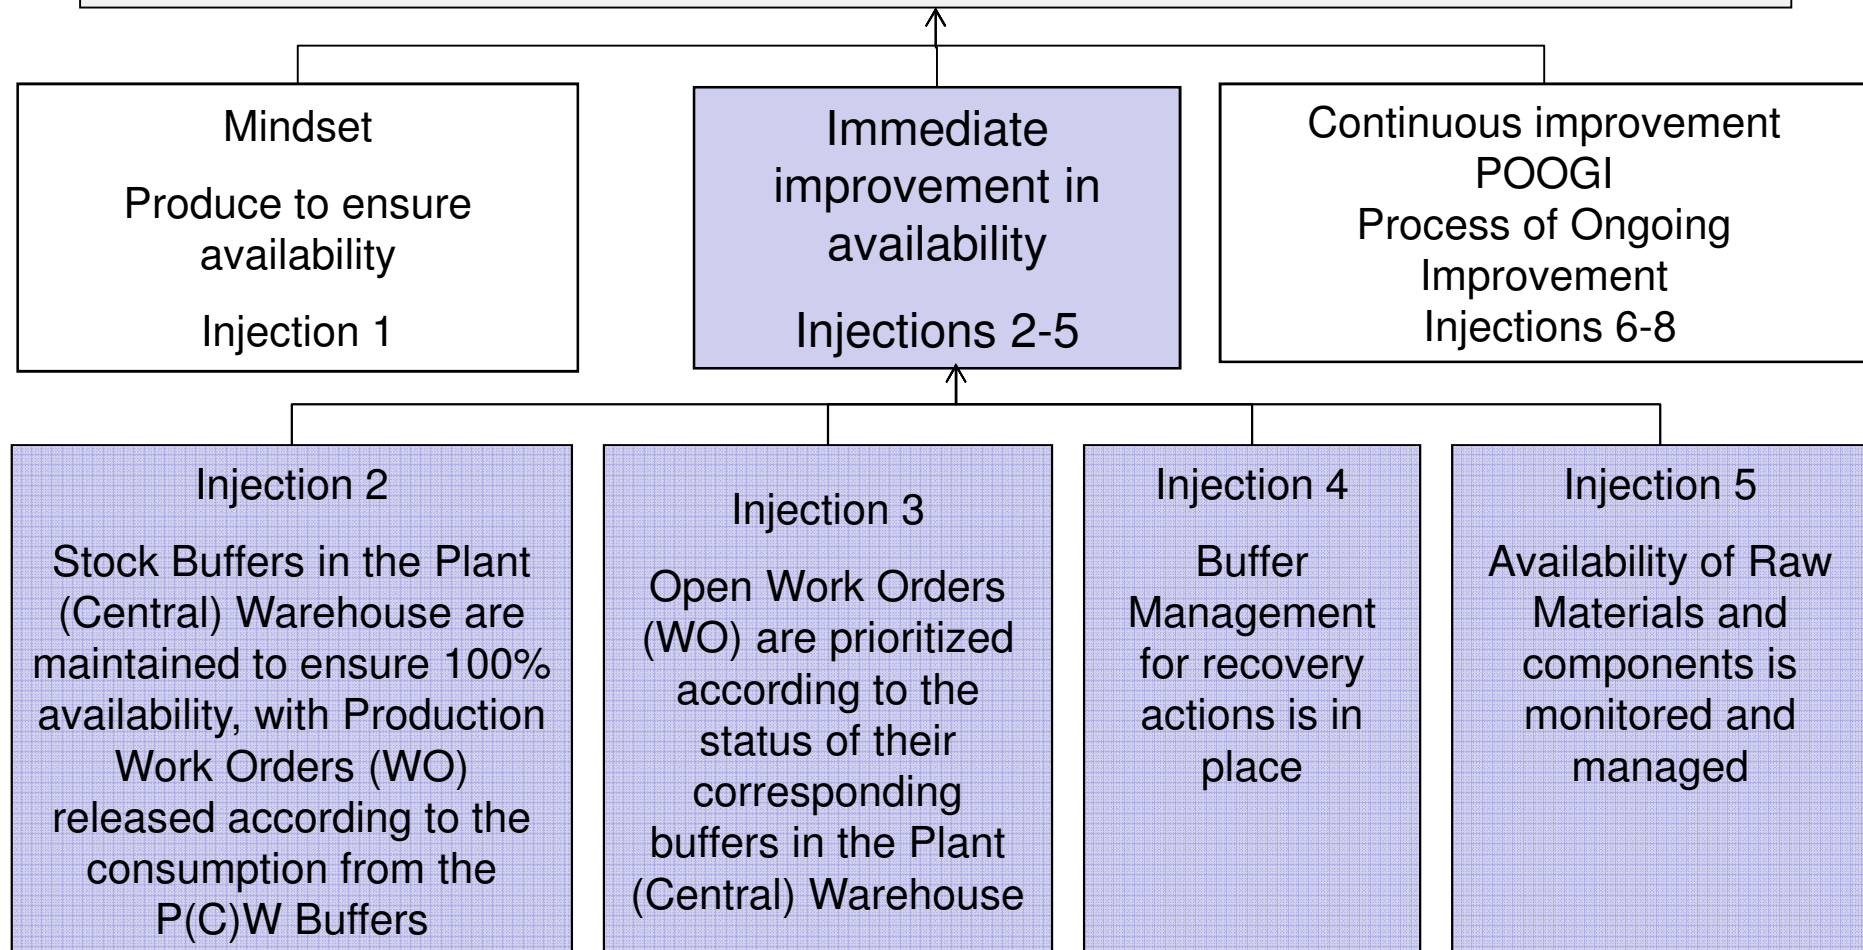 Mindset
Produce to ensure
availability
Injection 1
Immediate
improvement in
availability
Injections 2-5
Continuous improvement
POOGI
Process of Ongoing
Improvement
Injections 6-8
Injection 2
Stock Buffers in the Plant
(Central) Warehouse are
maintained to ensure 100%
availability, with Production
Work Orders (WO)
released according to the
consumption from the
P(C)W Buffers
Injection 3
Open Work Orders
(WO) are prioritized
according to the
status of their
corresponding
buffers in the Plant
(Central) Warehouse
Injection 4
Buffer
Management
for recovery
actions is in
place
Injection 5
Availability of Raw
Materials and
components is
monitored and
managed